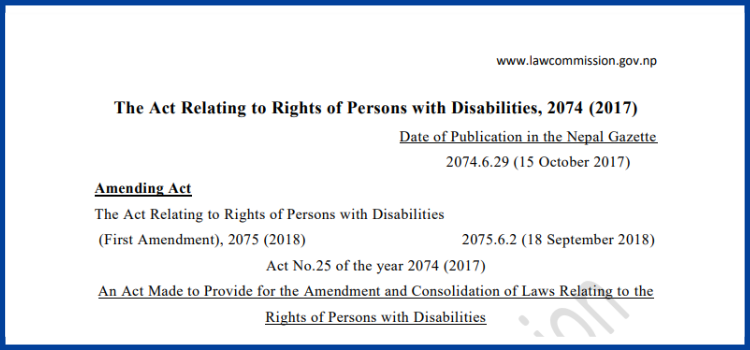 www.lawcommission.gov.np
The Act Relating to Rights of Persons with Disabilities, 2074 (2017)
Date of Publication in the Nepal Gazette
2074.6.29 (15 October 2017)
Amending Act
The Act Relating to Rights of Persons with Disabilities
(First Amendment), 2075 (2018) 2075.6.2 (18 September 2018)
Act No.25 of the year 2074 (2017)
An Act Made to Provide for the Amendment and Consolidation of Laws Relating to the
Rights of Persons with Disabilities